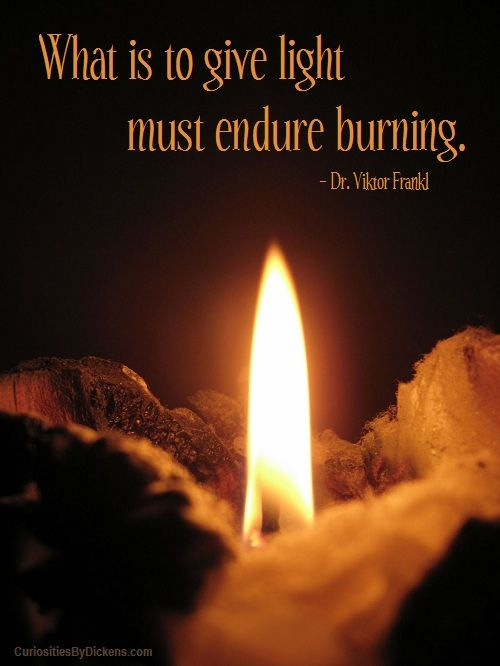 What is to give light
must endure burning.
- Dr. Viktor Frankl
CuriositiesByDickens.com